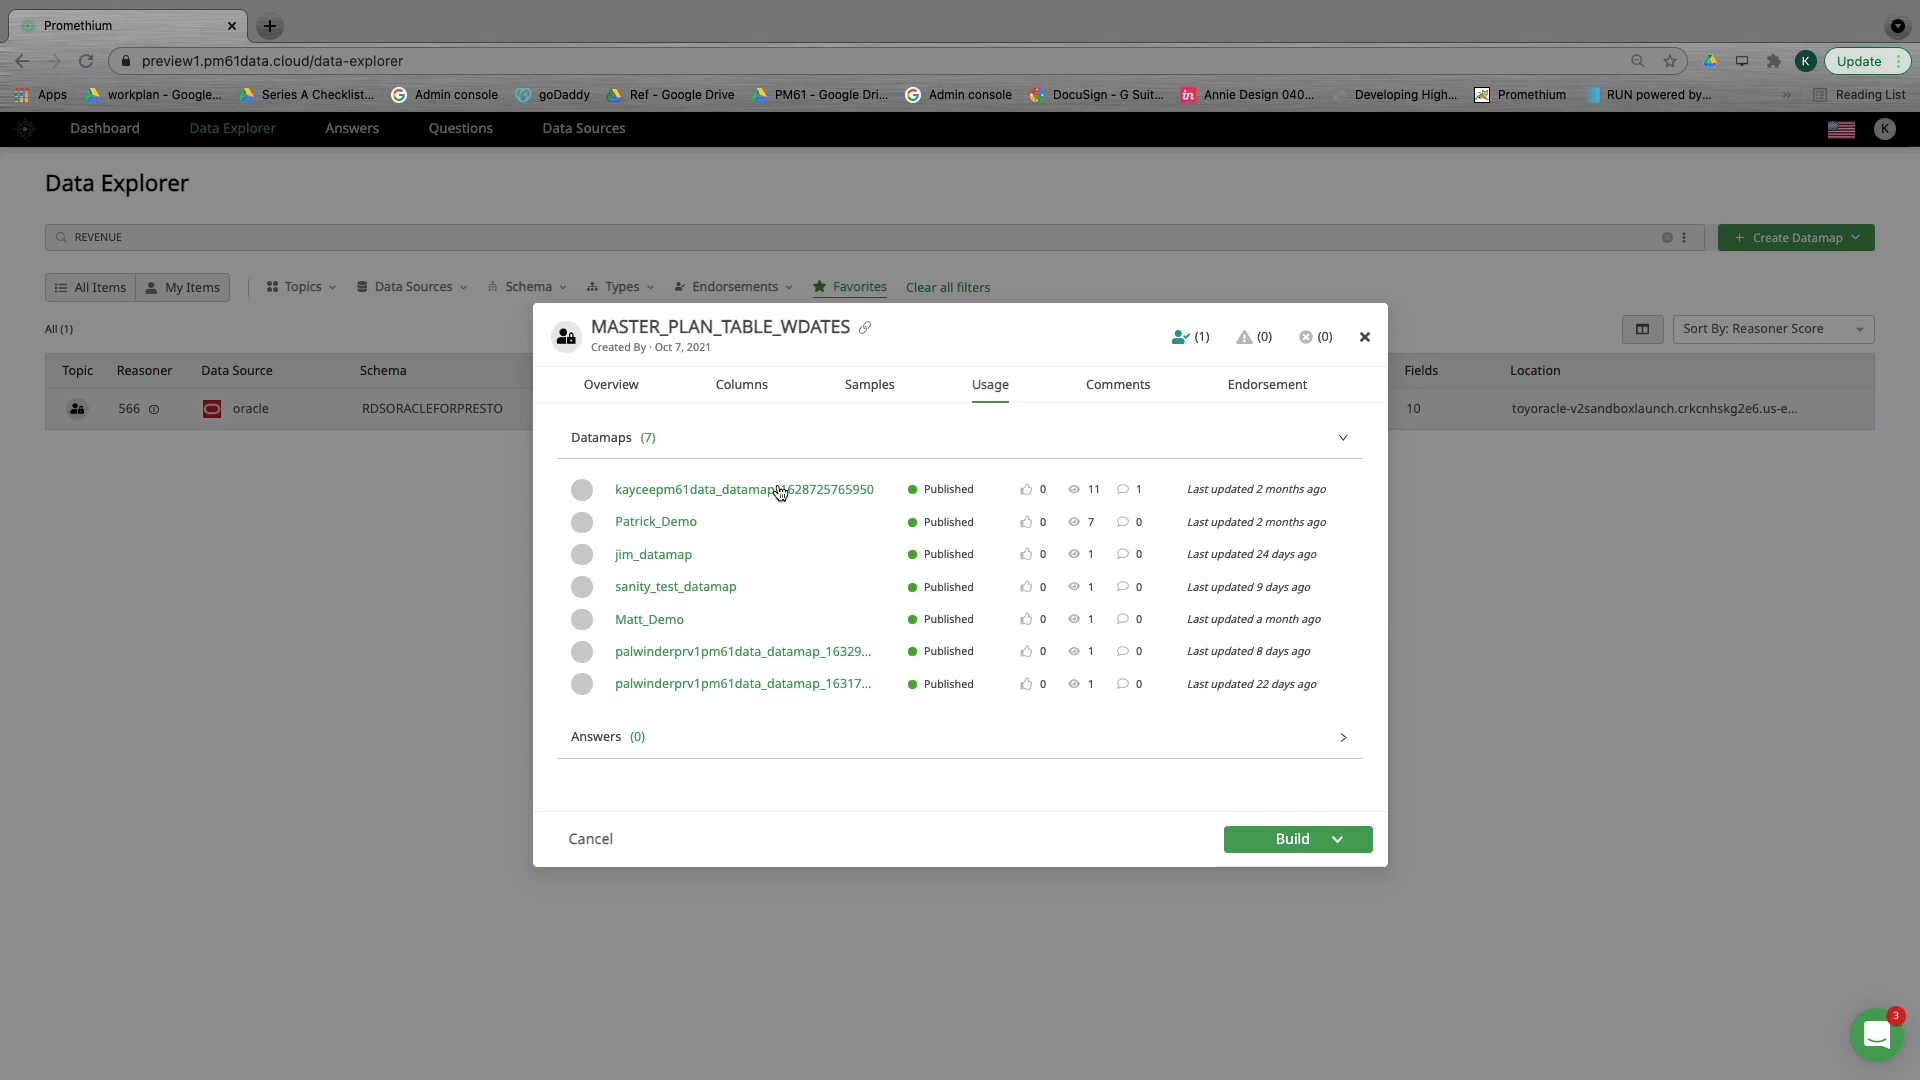 Promethium
preview1.pm61data.cloud/data-explorer
K
Update
Apps
workplan - Google...
Series A Checklist...
Admin console
goDaddy
Ref - Google Drive
PM61 - Google Dri...
Admin console
DocuSign - G Suit...
in
Annie Design 040...
Developing High...
Promethium
RUN powered by...
»
Reading List
Dashboard
Data Explorer
Answers
Questions
Data Sources
K
Data Explorer
REVENUE
+ Create Datamap
All Items
My Items
Topics
Data Sources
Schema
Types
Endorsements
Favorites
Clear all filters
All (1)
Sort By: Reasoner Score
Topic
Reasoner
Data Source
Schema
Fields
Location
566
oracle
RDSORACLEFORPRESTO
10
toyoracle-v2sandboxlaunch.crkcnhskg2e6.us-e...
MASTER_PLAN_TABLE_WDATES
Created By · Oct 7, 2021
(1)
(0)
(0)
Overview
Columns
Samples
Usage
Comments
Endorsement
Datamaps (7)
kayceepm61data_datamap_1628725765950 Published 0 11 1 Last updated 2 months ago
Patrick_Demo Published 0 7 0 Last updated 2 months ago
jim_datamap Published 0 1 0 Last updated 24 days ago
sanity_test_datamap Published 0 1 0 Last updated 9 days ago
Matt_Demo Published 0 1 0 Last updated a month ago
palwinderprv1pm61data_datamap_16329... Published 0 1 0 Last updated 8 days ago
palwinderprv1pm61data_datamap_16317... Published 0 1 0 Last updated 22 days ago
Answers (0)
Cancel
Build
3